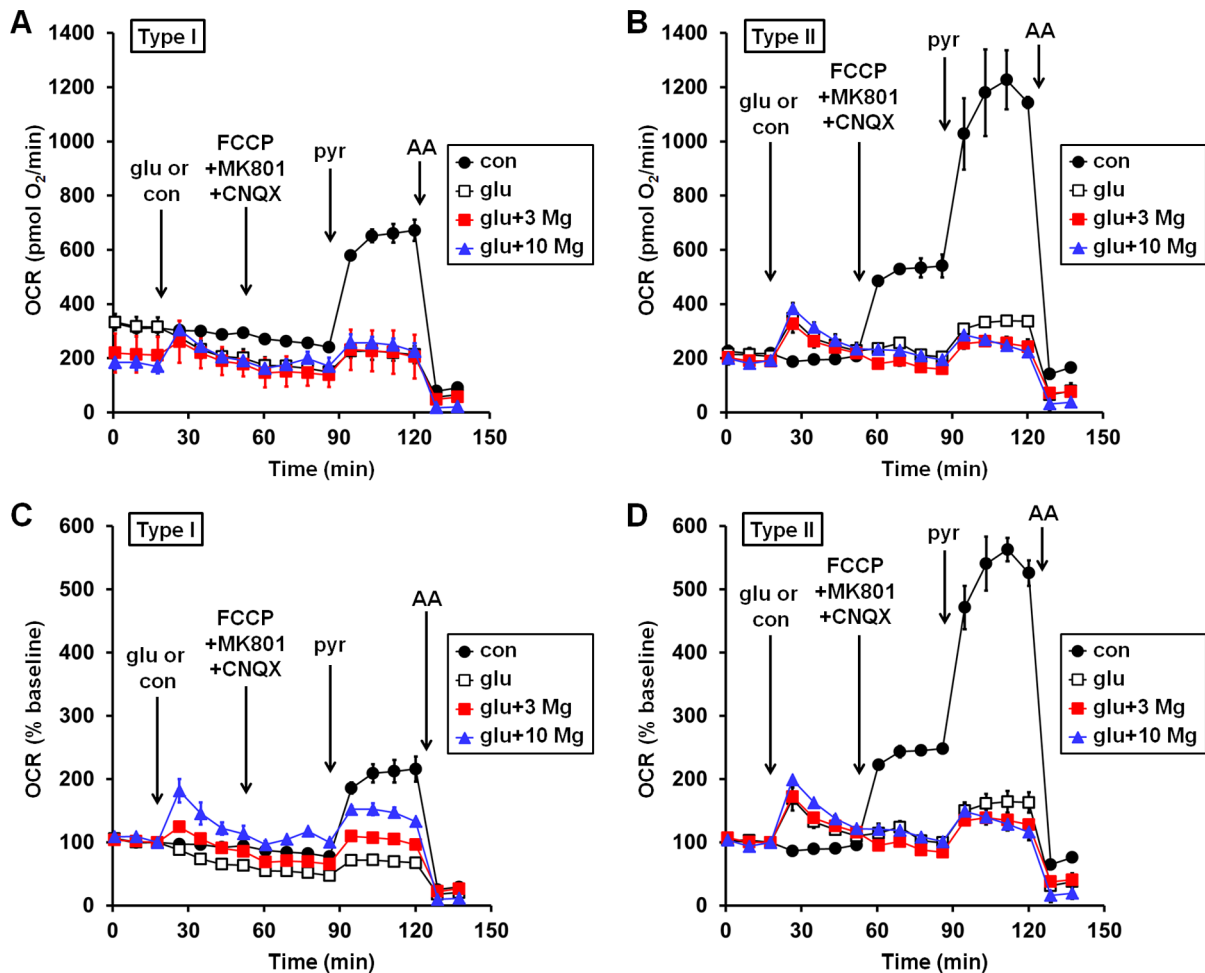 A
Type I
1400
1200
1000
800
600
400
200
0
OCR (pmol O2/min)
glu or
con
FCCP
+MK801
+CNQX
pyr
AA
con
glu
glu+3 Mg
glu+10 Mg
0 30 60 90 120 150
Time (min)
B
Type II
1400
1200
1000
800
600
400
200
0
OCR (pmol O2/min)
glu or
con
FCCP
+MK801
+CNQX
pyr
AA
con
glu
glu+3 Mg
glu+10 Mg
0 30 60 90 120 150
Time (min)
C
Type I
600
500
400
300
200
100
0
OCR (% baseline)
glu or
con
FCCP
+MK801
+CNQX
pyr
AA
con
glu
glu+3 Mg
glu+10 Mg
0 30 60 90 120 150
Time (min)
D
Type II
600
500
400
300
200
100
0
OCR (% baseline)
glu or
con
FCCP
+MK801
+CNQX
pyr
AA
con
glu
glu+3 Mg
glu+10 Mg
0 30 60 90 120 150
Time (min)